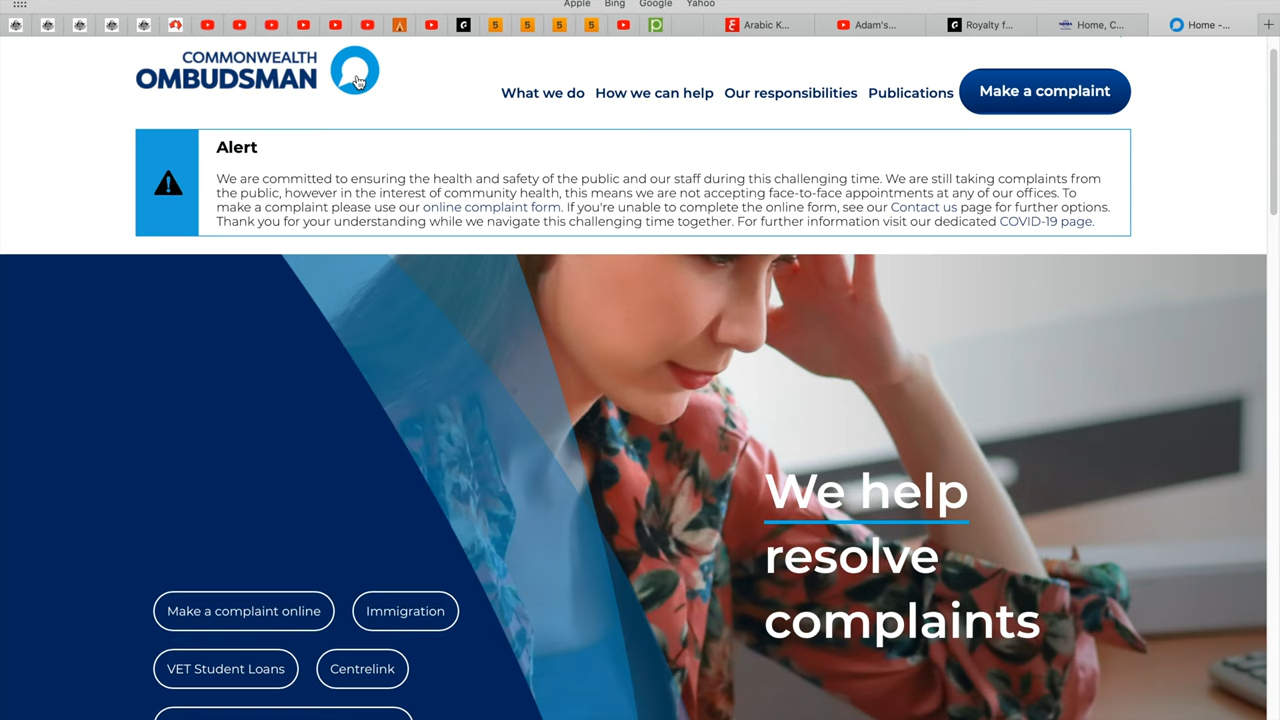 Apple Bing Google Yahoo
5 5 5 5 Arabic K... Adam's... Royalty f... Home, C... Home -...
COMMONWEALTH
OMBUDSMAN
What we do How we can help Our responsibilities Publications Make a complaint
Alert
We are committed to ensuring the health and safety of the public and our staff during this challenging time. We are still taking complaints from
the public, however in the interest of community health, this means we are not accepting face-to-face appointments at any of our offices. To
make a complaint please use our online complaint form. If you're unable to complete the online form, see our Contact us page for further options.
Thank you for your understanding while we navigate this challenging time together. For further information visit our dedicated COVID-19 page.
We help
resolve
complaints
Make a complaint online Immigration
VET Student Loans Centrelink